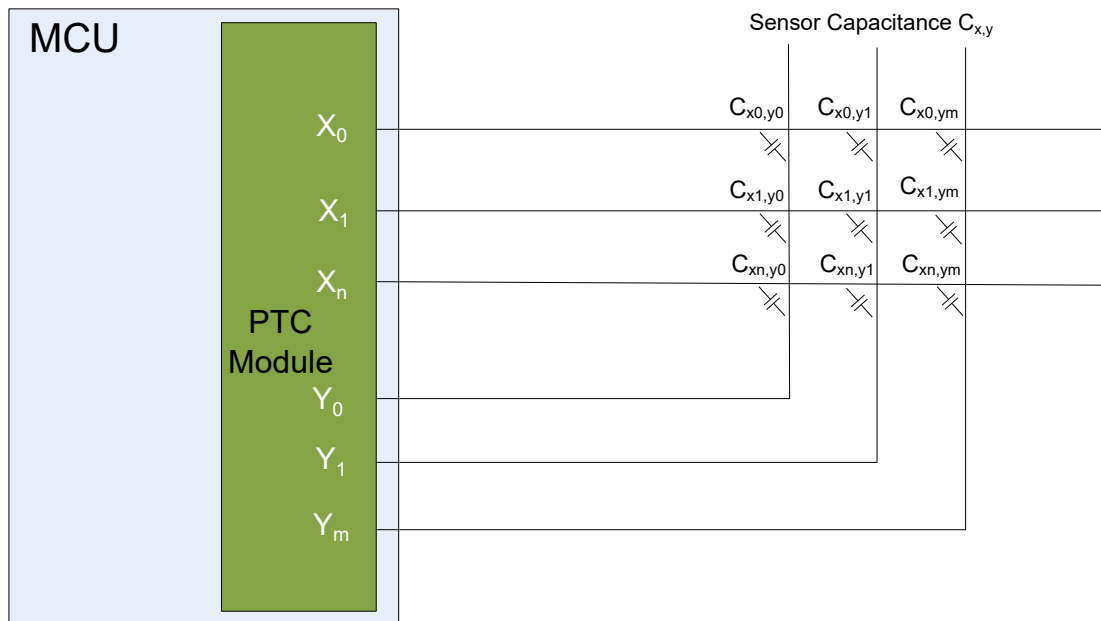 MCU
Sensor Capacitance Cx,y
X0
Cx0,y0 Cx0,y1 Cx0,ym
X1
Cx1,y0 Cx1,y1 Cx1,ym
Xn
Cxn,y0 Cxn,y1 Cxn,ym
PTC
Module
Y0
Y1
Ym